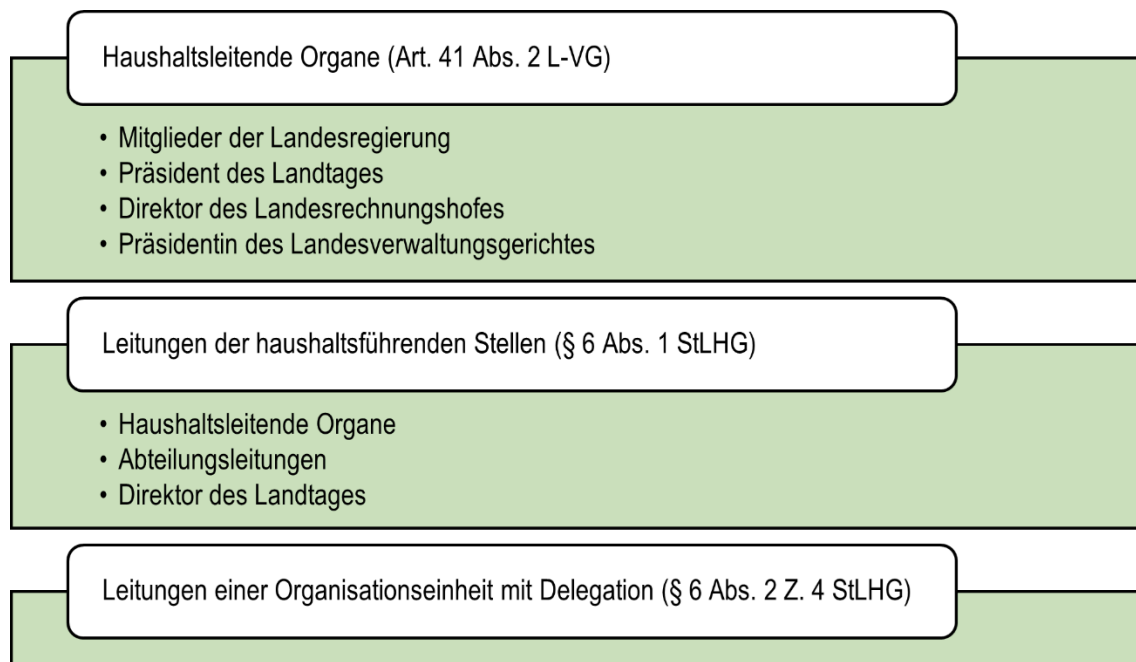 Haushaltsleitende Organe (Art. 41 Abs. 2 L-VG)
• Mitglieder der Landesregierung
• Präsident des Landtages
• Direktor des Landesrechnungshofes
• Präsidentin des Landesverwaltungsgerichtes
Leitungen der haushaltsführenden Stellen (§ 6 Abs. 1 StLHG)
• Haushaltsleitende Organe
• Abteilungsleitungen
• Direktor des Landtages
Leitungen einer Organisationseinheit mit Delegation (§ 6 Abs. 2 Z. 4 StLHG)